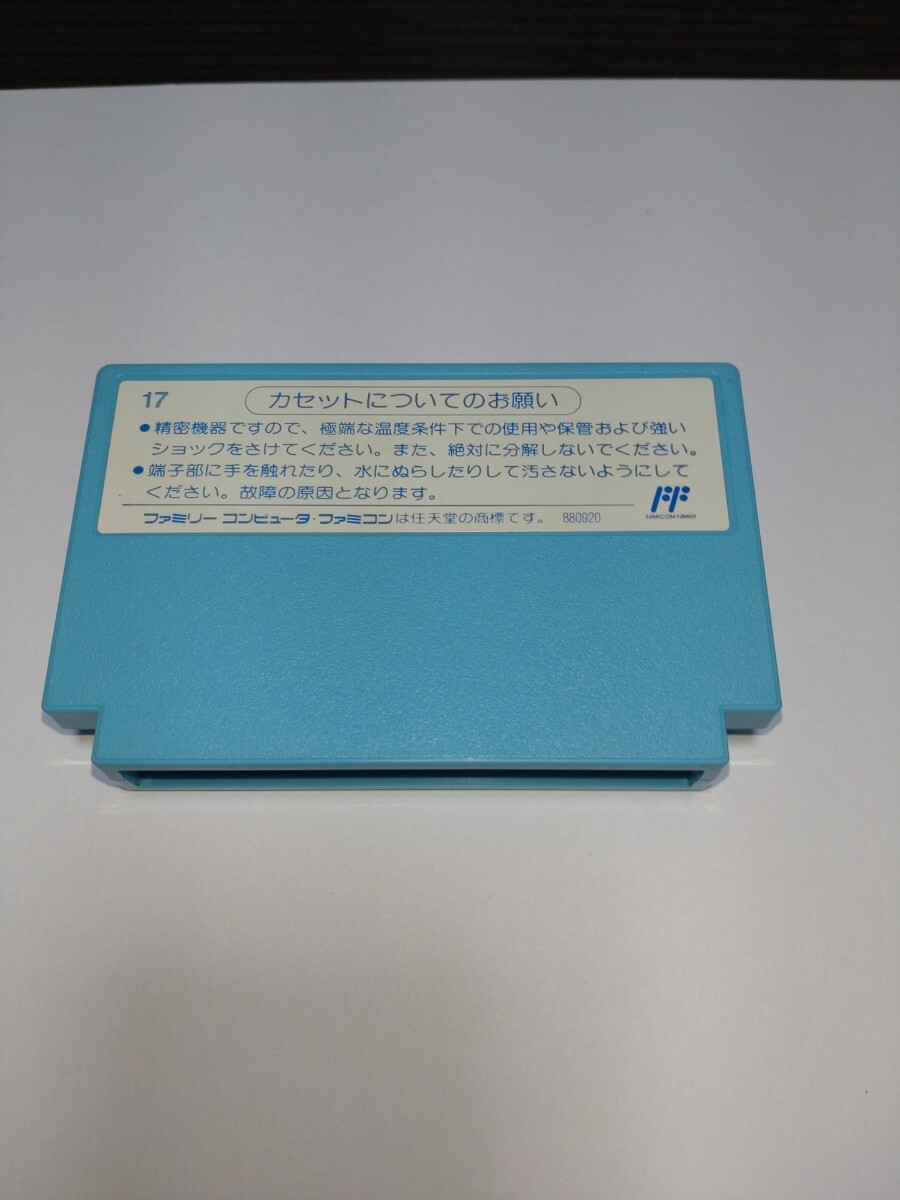 17
カセットについてのお願い
●精密機器ですので、極端な温度条件下での使用や保管および強い
ショックをさけてください。また、絶対に分解しないでください。
●端子部に手を触れたり、水にぬらしたりして汚さないようにして
ください。故障の原因となります。
FF
FAMICOM FAMILY
ファミリー コンピュータ・ファミコンは任天堂の商標です。 880920